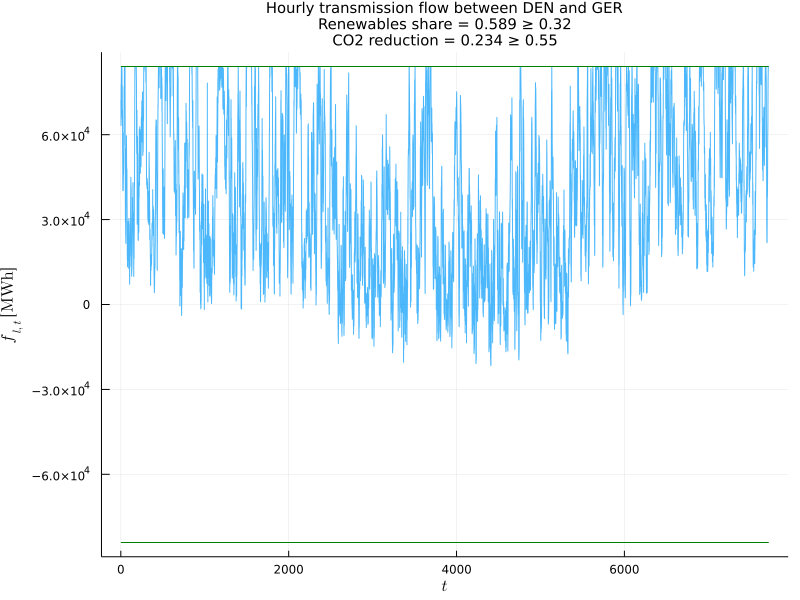 Hourly transmission flow between DEN and GER
Renewables share = 0.589 ≥ 0.32
CO2 reduction = 0.234 ≥ 0.55
6.0×10⁴
3.0×10⁴
0
−3.0×10⁴
−6.0×10⁴
f_{l,t} [MWh]
0 2000 4000 6000
t